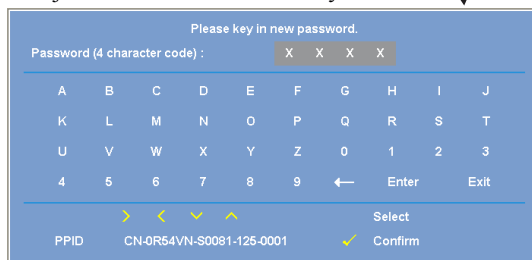 Please key in new password.
Password (4 character code) : X X X X
A B C D E F G H I J
K L M N O P Q R S T
U V W X Y Z 0 1 2 3
4 5 6 7 8 9 ← Enter Exit
Select
PPID CN-0R54VN-S0081-125-0001 ✓ Confirm